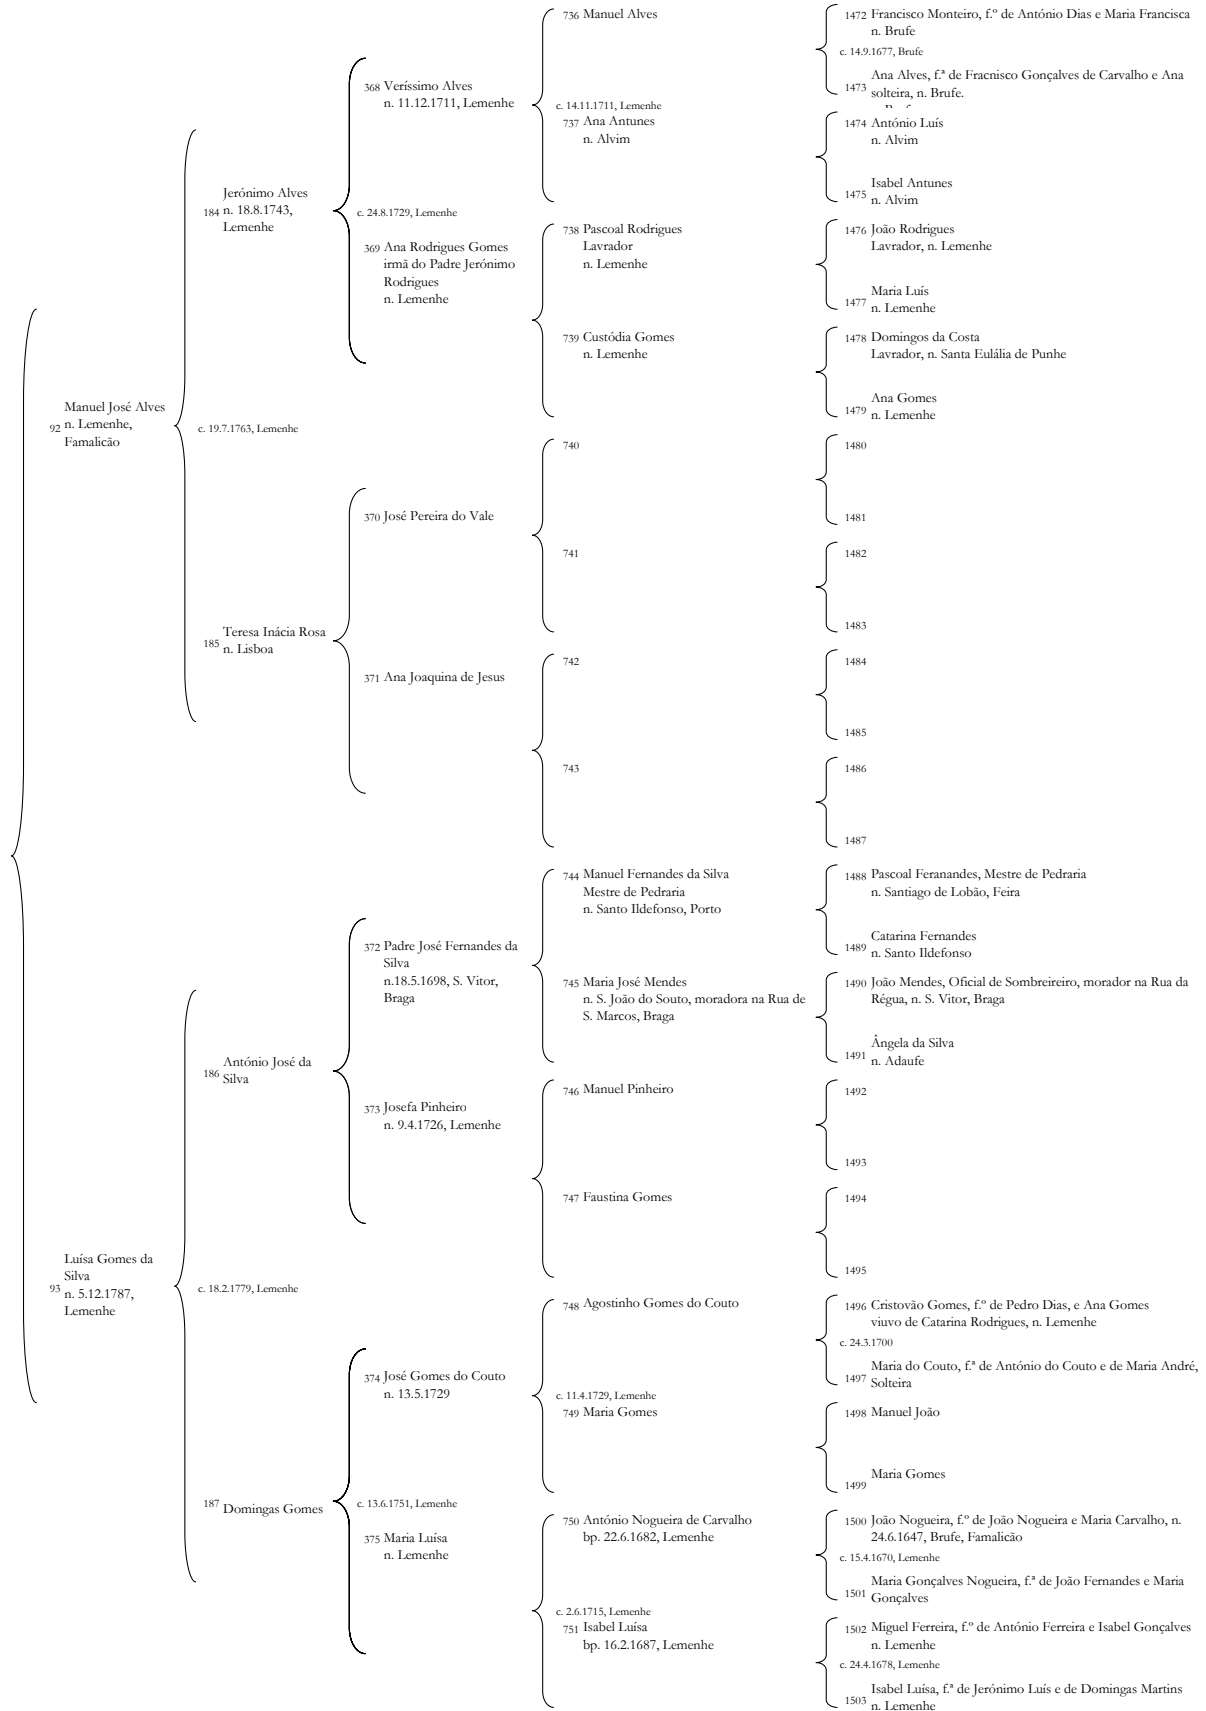 92 Manuel José Alves
n. Lemenhe,
Famalicão
93 Luísa Gomes da
Silva
n. 5.12.1787,
Lemenhe
184 Jerónimo Alves
n. 18.8.1743,
Lemenhe
c. 19.7.1763, Lemenhe
185 Teresa Inácia Rosa
n. Lisboa
186 António José da
Silva
c. 18.2.1779, Lemenhe
187 Domingas Gomes
368 Veríssimo Alves
n. 11.12.1711, Lemenhe
c. 24.8.1729, Lemenhe
369 Ana Rodrigues Gomes
irmã do Padre Jerónimo
Rodrigues
n. Lemenhe
370 José Pereira do Vale
371 Ana Joaquina de Jesus
372 Padre José Fernandes da
Silva
n.18.5.1698, S. Vitor,
Braga
373 Josefa Pinheiro
n. 9.4.1726, Lemenhe
374 José Gomes do Couto
n. 13.5.1729
c. 13.6.1751, Lemenhe
375 Maria Luísa
n. Lemenhe
736 Manuel Alves
c. 14.11.1711, Lemenhe
737 Ana Antunes
n. Alvim
738 Pascoal Rodrigues
Lavrador
n. Lemenhe
739 Custódia Gomes
n. Lemenhe
740
741
742
743
744 Manuel Fernandes da Silva
Mestre de Pedraria
n. Santo Ildefonso, Porto
745 Maria José Mendes
n. S. João do Souto, moradora na Rua de
S. Marcos, Braga
746 Manuel Pinheiro
747 Faustina Gomes
748 Agostinho Gomes do Couto
c. 11.4.1729, Lemenhe
749 Maria Gomes
750 António Nogueira de Carvalho
bp. 22.6.1682, Lemenhe
c. 2.6.1715, Lemenhe
751 Isabel Luísa
bp. 16.2.1687, Lemenhe
1472 Francisco Monteiro, f.º de António Dias e Maria Francisca
n. Brufe
c. 14.9.1677, Brufe
1473 Ana Alves, f.ª de Fracnisco Gonçalves de Carvalho e Ana
solteira, n. Brufe.
1474 António Luís
n. Alvim
1475 Isabel Antunes
n. Alvim
1476 João Rodrigues
Lavrador, n. Lemenhe
1477 Maria Luís
n. Lemenhe
1478 Domingos da Costa
Lavrador, n. Santa Eulália de Punhe
1479 Ana Gomes
n. Lemenhe
1480
1481
1482
1483
1484
1485
1486
1487
1488 Pascoal Feranandes, Mestre de Pedraria
n. Santiago de Lobão, Feira
1489 Catarina Fernandes
n. Santo Ildefonso
1490 João Mendes, Oficial de Sombreireiro, morador na Rua da
Régua, n. S. Vitor, Braga
1491 Ângela da Silva
n. Adaufe
1492
1493
1494
1495
1496 Cristovão Gomes, f.º de Pedro Dias, e Ana Gomes
viuvo de Catarina Rodrigues, n. Lemenhe
c. 24.3.1700
1497 Maria do Couto, f.ª de António do Couto e de Maria André,
Solteira
1498 Manuel João
1499 Maria Gomes
1500 João Nogueira, f.º de João Nogueira e Maria Carvalho, n.
24.6.1647, Brufe, Famalicão
c. 15.4.1670, Lemenhe
1501 Maria Gonçalves Nogueira, f.ª de João Fernandes e Maria
Gonçalves
1502 Miguel Ferreira, f.º de António Ferreira e Isabel Gonçalves
n. Lemenhe
c. 24.4.1678, Lemenhe
1503 Isabel Luísa, f.ª de Jerónimo Luís e de Domingas Martins
n. Lemenhe